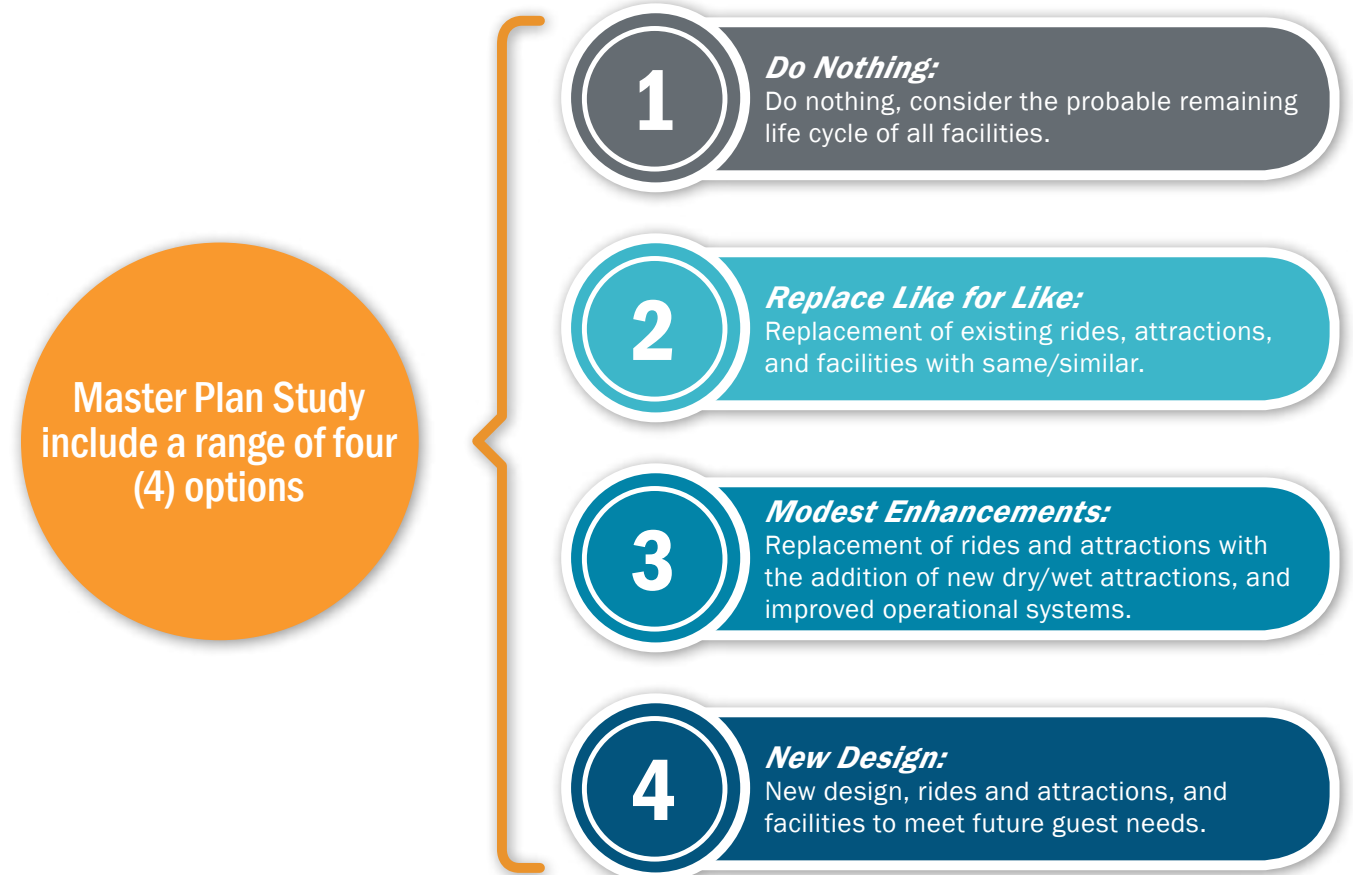 Master Plan Study
include a range of four
(4) options
1
Do Nothing:
Do nothing, consider the probable remaining
life cycle of all facilities.
2
Replace Like for Like:
Replacement of existing rides, attractions,
and facilities with same/similar.
3
Modest Enhancements:
Replacement of rides and attractions with
the addition of new dry/wet attractions, and
improved operational systems.
4
New Design:
New design, rides and attractions, and
facilities to meet future guest needs.